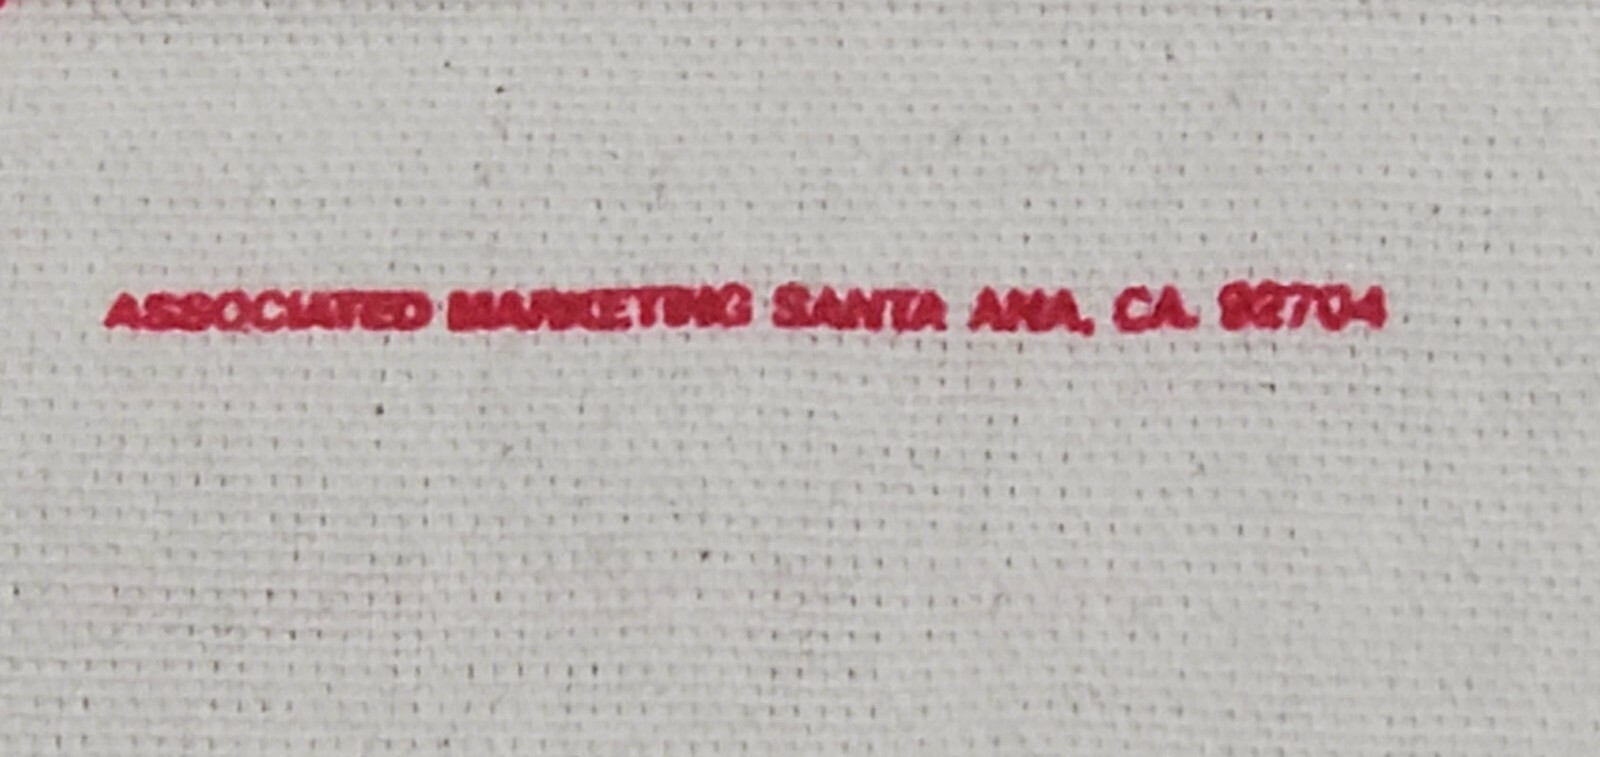 ASSOCIATED MARKETING SANTA ANA, CA. 92704